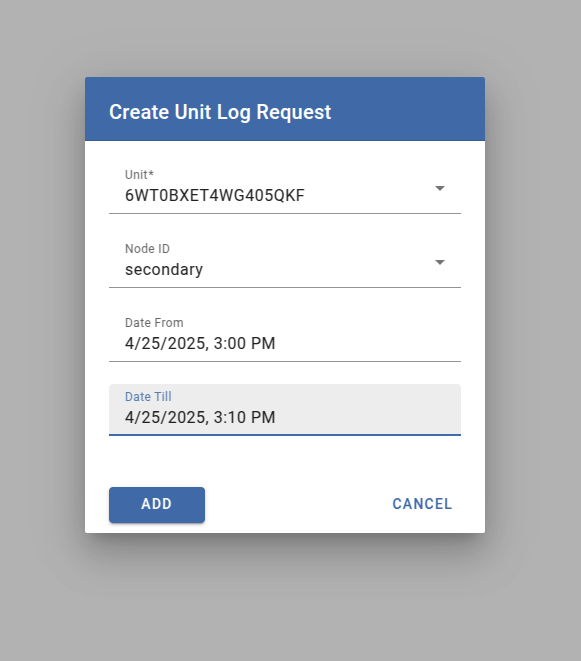 Create Unit Log Request
Unit*
6WT0BXET4WG405QKF
Node ID
secondary
Date From
4/25/2025, 3:00 PM
Date Till
4/25/2025, 3:10 PM
ADD CANCEL